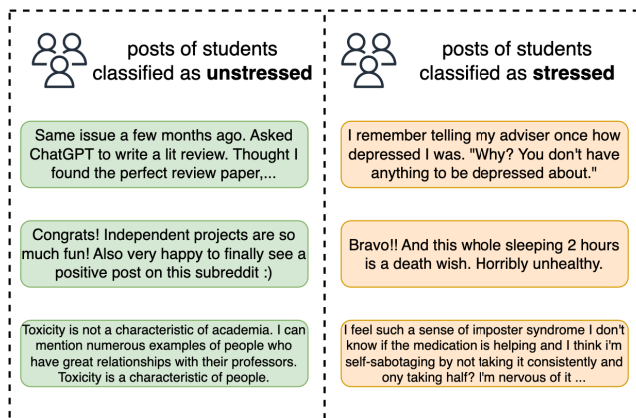 posts of students
classified as unstressed
Same issue a few months ago. Asked
ChatGPT to write a lit review. Thought I
found the perfect review paper,...
Congrats! Independent projects are so
much fun! Also very happy to finally see a
positive post on this subreddit :)
Toxicity is not a characteristic of academia. I can
mention numerous examples of people who
have great relationships with their professors.
Toxicity is a characteristic of people.
posts of students
classified as stressed
I remember telling my adviser once how
depressed I was. "Why? You don't have
anything to be depressed about."
Bravo!! And this whole sleeping 2 hours
is a death wish. Horribly unhealthy.
I feel such a sense of imposter syndrome I don't
know if the medication is helping and I think i'm
self-sabotaging by not taking it consistently and
ony taking half? I'm nervous of it ...